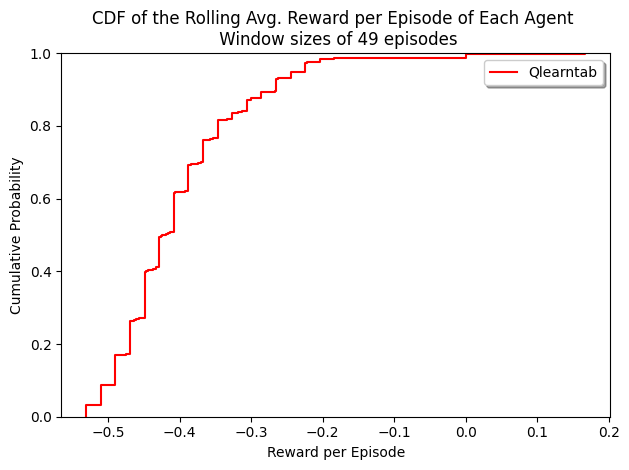 CDF of the Rolling Avg. Reward per Episode of Each Agent
Window sizes of 49 episodes
Qlearntab
Cumulative Probability
1.0
0.8
0.6
0.4
0.2
0.0
−0.5
−0.4
−0.3
−0.2
−0.1
0.0
0.1
0.2
Reward per Episode